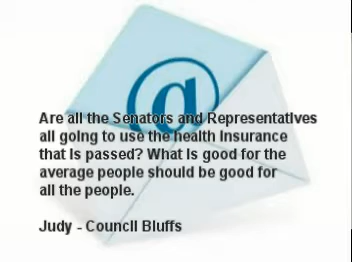 @
Are all the Senators and Representatives
all going to use the health insurance
that is passed? What is good for the
average people should be good for
all the people.
Judy - Council Bluffs